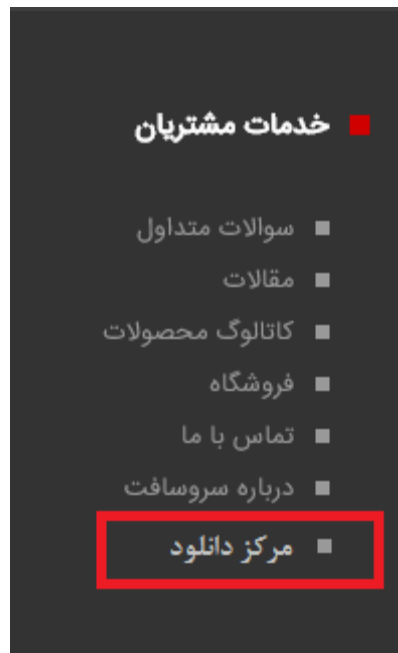 خدمات مشتریان
سوالات متداول
مقالات
کاتالوگ محصولات
فروشگاه
تماس با ما
درباره سروسافت
مرکز دانلود